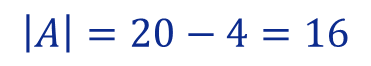 |A| = 20 − 4 = 16